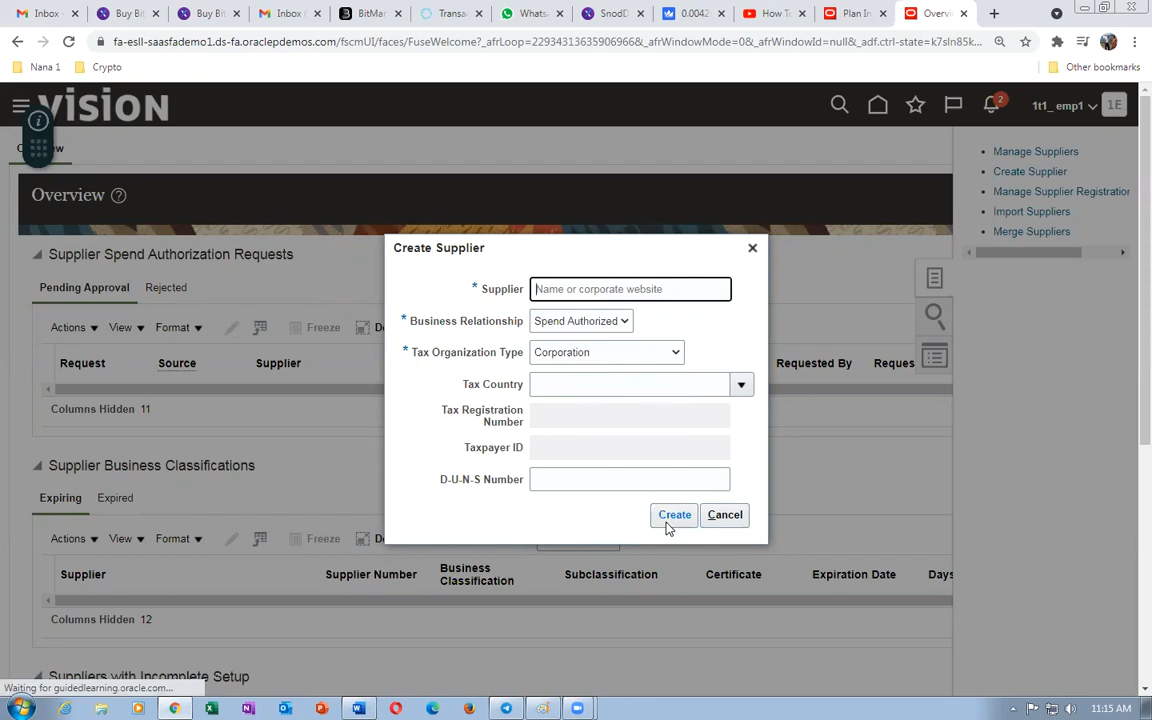 Inbox -
Buy Bit
Buy Bit
Inbox (
BitMar
Transac
Whats
SnodD
0.0042
How T
Plan In
Overvi
fa-esll-saasfademo1.ds-fa.oraclepdemos.com/fscmUI/faces/FuseWelcome?_afrLoop=22934313635906966&_afrWindowMode=0&_afrWindowId=null&_adf.ctrl-state=k7sln85k...
Nana 1
Crypto
Other bookmarks
vision
2
1t1_emp1
1E
Manage Suppliers
Create Supplier
Manage Supplier Registration
Import Suppliers
Merge Suppliers
Overview
Supplier Spend Authorization Requests
Pending Approval
Rejected
Actions
View
Format
Freeze
Request
Source
Supplier
Requested By
Reques
Columns Hidden 11
Supplier Business Classifications
Expiring
Expired
Actions
View
Format
Freeze
Supplier
Supplier Number
Business Classification
Subclassification
Certificate
Expiration Date
Days
Columns Hidden 12
Suppliers with Incomplete Setup
Create Supplier
* Supplier
Name or corporate website
* Business Relationship
Spend Authorized
* Tax Organization Type
Corporation
Tax Country
Tax Registration
Number
Taxpayer ID
D-U-N-S Number
Create
Cancel
Waiting for guidedlearning.oracle.com...
11:15 AM